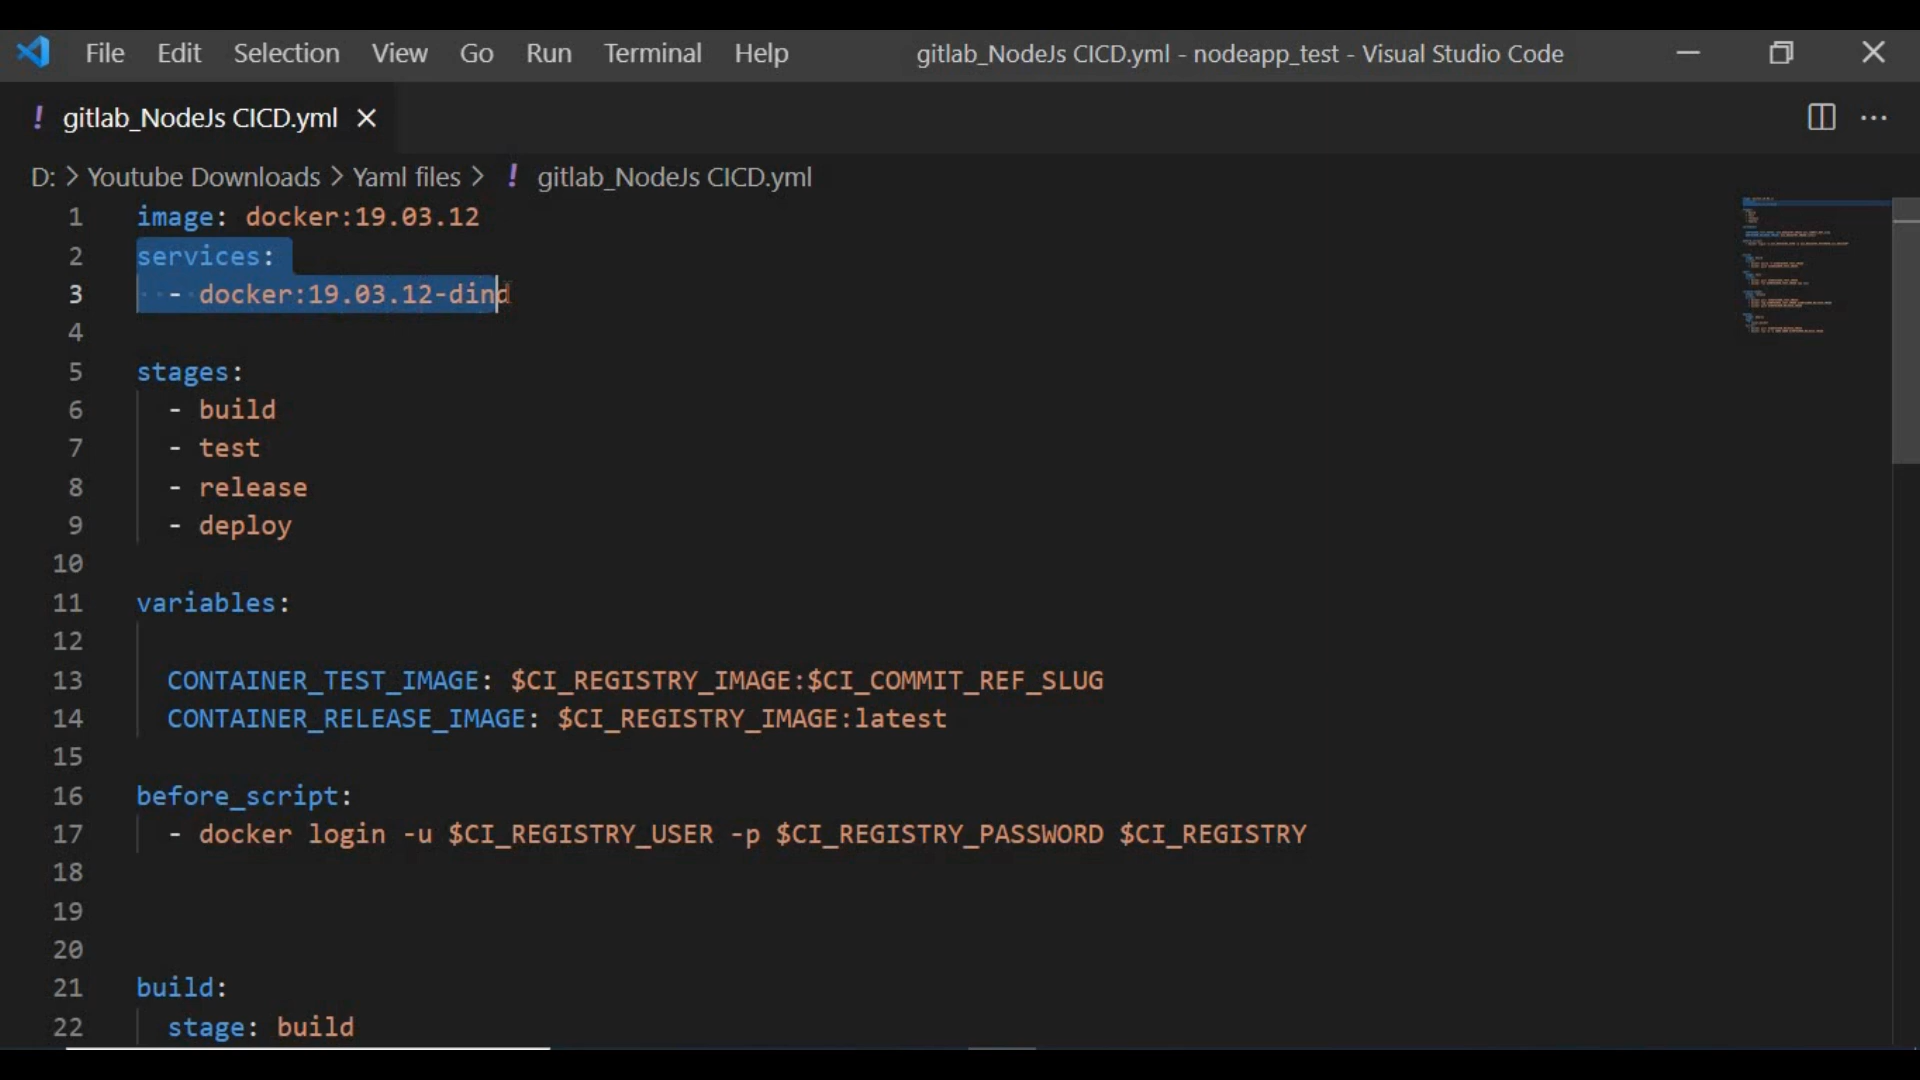 File Edit Selection View Go Run Terminal Help gitlab_NodeJs CICD.yml - nodeapp_test - Visual Studio Code
! gitlab_NodeJs CICD.yml
D: > Youtube Downloads > Yaml files > ! gitlab_NodeJs CICD.yml
1 image: docker:19.03.12
2 services:
3   - docker:19.03.12-dind
4
5 stages:
6   - build
7   - test
8   - release
9   - deploy
10
11 variables:
12
13   CONTAINER_TEST_IMAGE: $CI_REGISTRY_IMAGE:$CI_COMMIT_REF_SLUG
14   CONTAINER_RELEASE_IMAGE: $CI_REGISTRY_IMAGE:latest
15
16 before_script:
17   - docker login -u $CI_REGISTRY_USER -p $CI_REGISTRY_PASSWORD $CI_REGISTRY
18
19
20
21 build:
22   stage: build